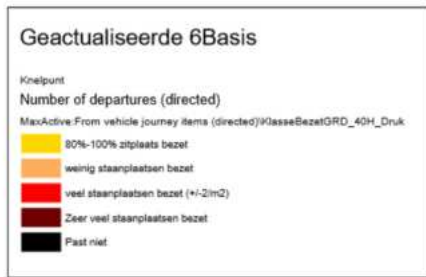 Geactualiseerde 6Basis
Knelpunt
Number of departures (directed)
MaxActive:From vehicle journey items (directed)\KlasseBezetGRD_40H_Druk
80%-100% zitplaats bezet
weinig staanplaatsen bezet
veel staanplaatsen bezet (+/-2/m2)
Zeer veel staanplaatsen bezet
Past niet